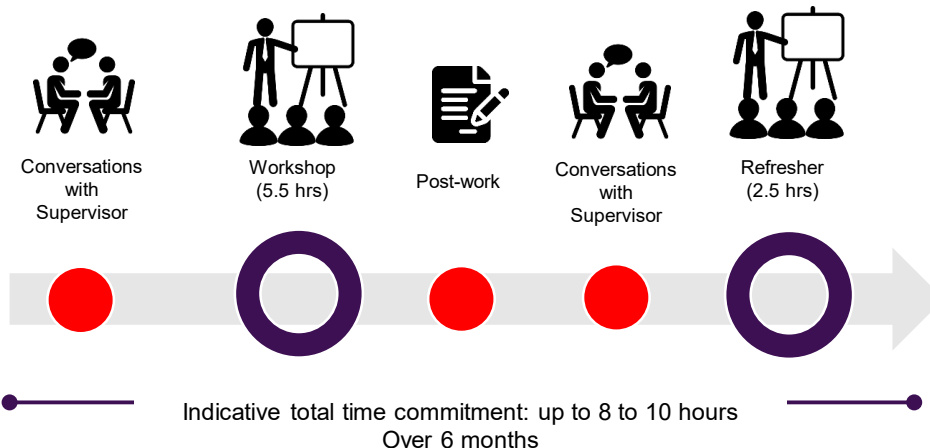 Conversations
with
Supervisor
Workshop
(5.5 hrs)
Post-work
Conversations
with
Supervisor
Refresher
(2.5 hrs)
Indicative total time commitment: up to 8 to 10 hours
Over 6 months